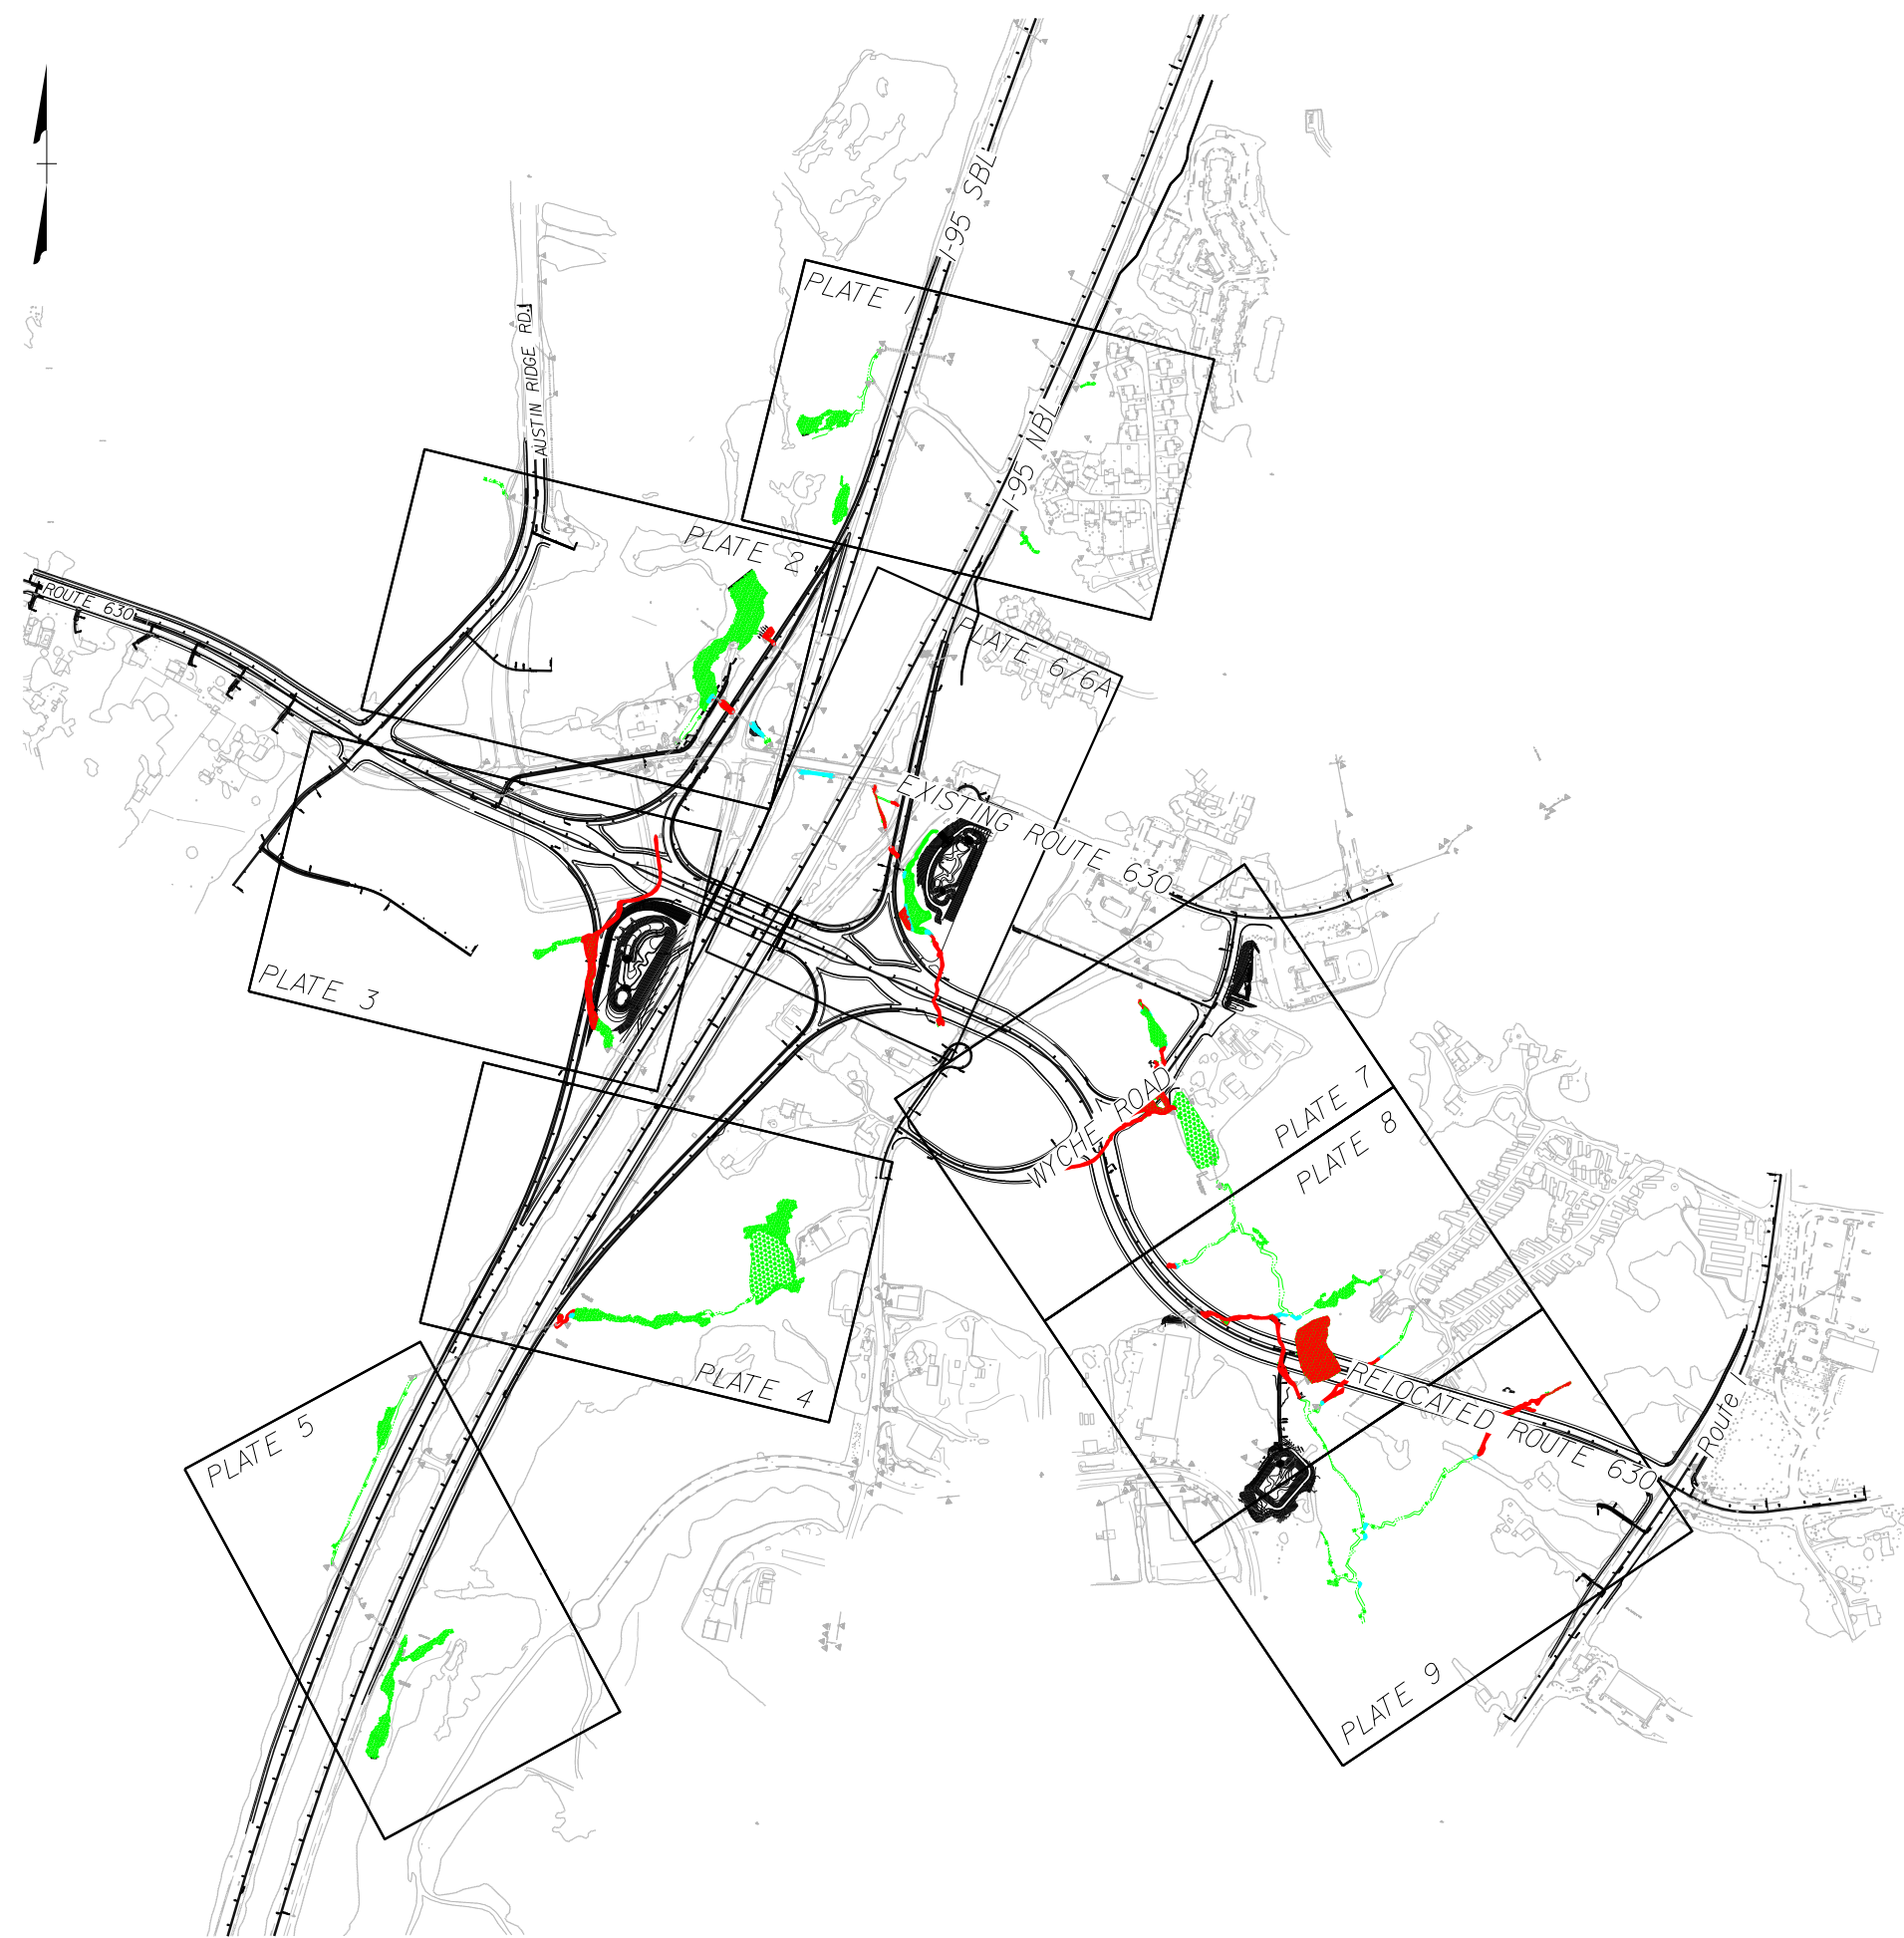 I-95 SBL
PLATE 1
AUSTIN RIDGE RD.
I-95 NBL
PLATE 2
ROUTE 630
PLATE 6/6A
EXISTING ROUTE 630
PLATE 3
PLATE 7
WYCHE ROAD
PLATE 8
PLATE 4
RELOCATED ROUTE 630
Route 1
PLATE 5
PLATE 9